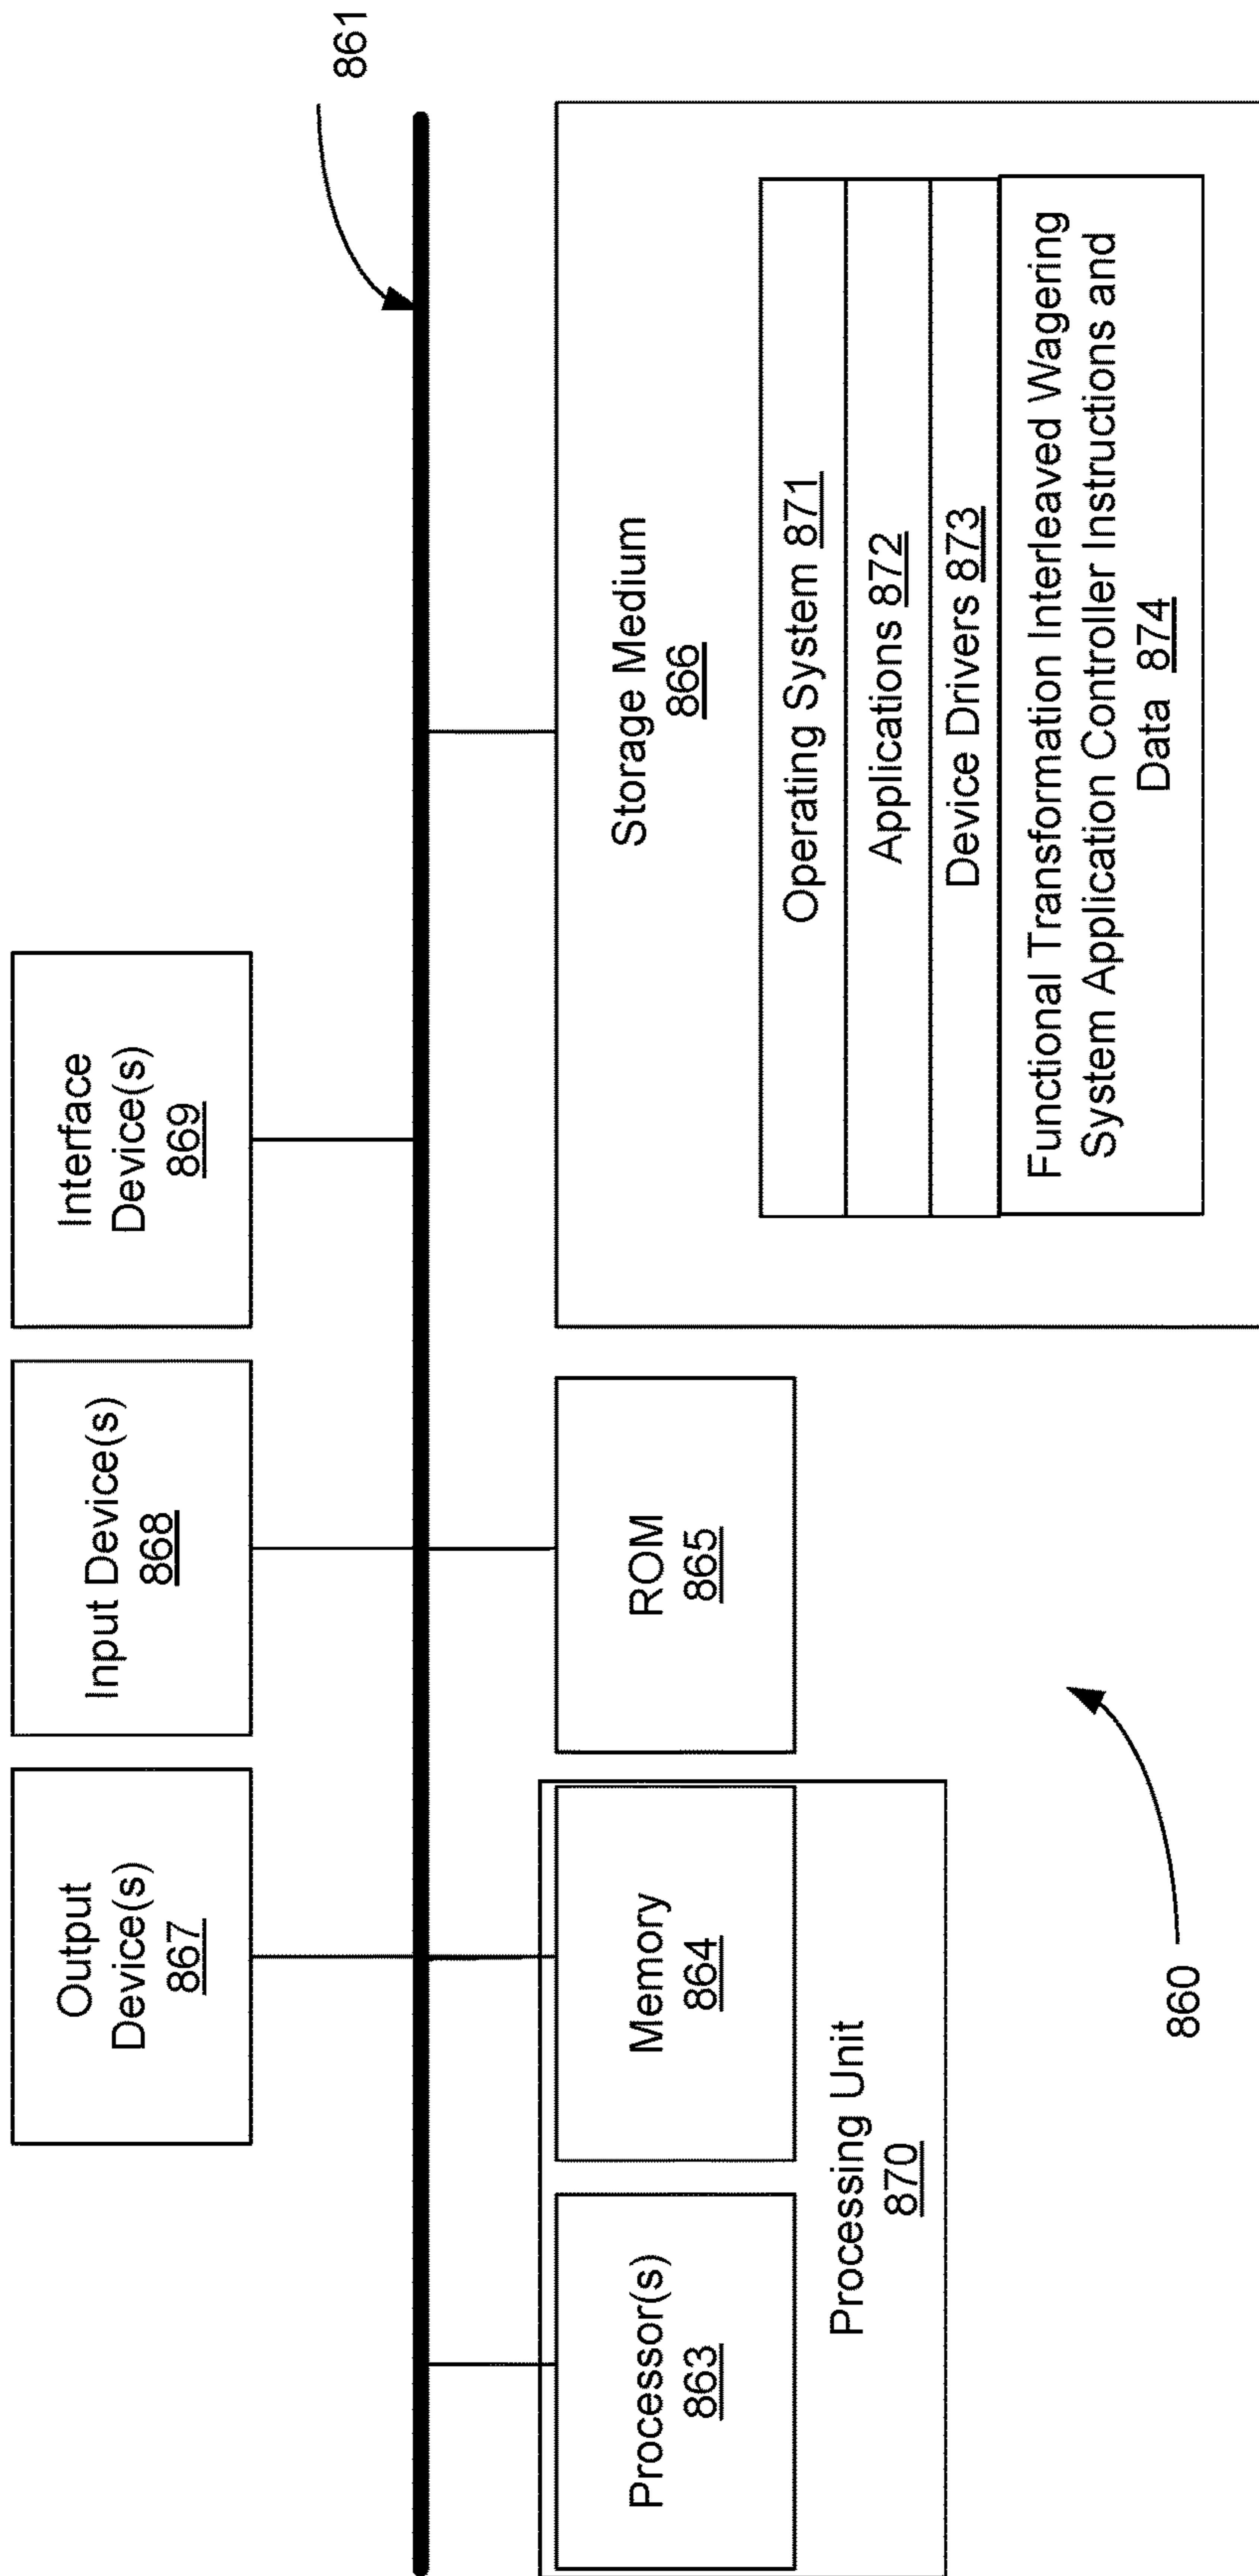 861
Output
Device(s)
867
Input Device(s)
868
Interface
Device(s)
869
Processor(s)
863
Memory
864
Processing Unit
870
ROM
865
Storage Medium
866
Operating System 871
Applications 872
Device Drivers 873
Functional Transformation Interleaved Wagering
System Application Controller Instructions and
Data 874
860